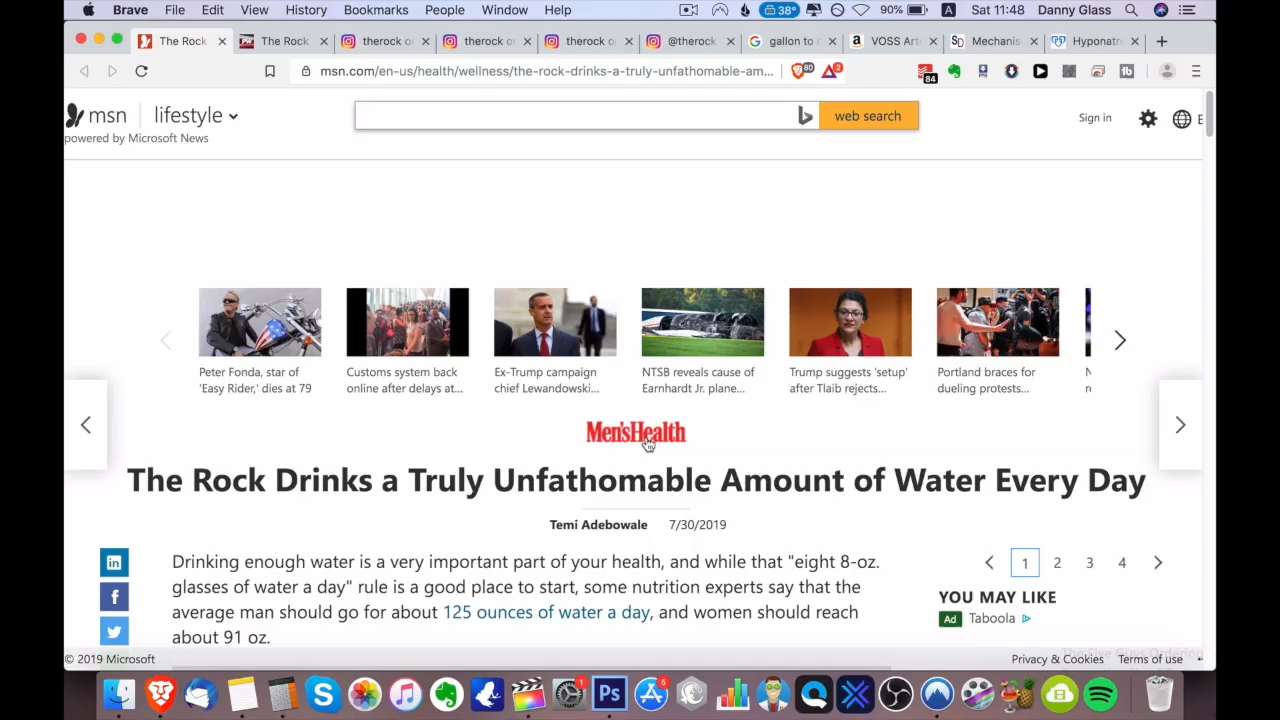 Brave File Edit View History Bookmarks People Window Help 38° 90% A Sat 11:48 Danny Glass
The Rock The Rock therock o therock o therock o @therock gallon to VOSS Art Mechanis Hyponat
msn.com/en-us/health/wellness/the-rock-drinks-a-truly-unfathomable-am... 80 2 84
msn lifestyle web search Sign in
powered by Microsoft News
Peter Fonda, star of 'Easy Rider,' dies at 79
Customs system back online after delays at...
Ex-Trump campaign chief Lewandowski...
NTSB reveals cause of Earnhardt Jr. plane...
Trump suggests 'setup' after Tlaib rejects...
Portland braces for dueling protests...
Men'sHealth
The Rock Drinks a Truly Unfathomable Amount of Water Every Day
Temi Adebowale 7/30/2019
Drinking enough water is a very important part of your health, and while that "eight 8-oz.
glasses of water a day" rule is a good place to start, some nutrition experts say that the
average man should go for about 125 ounces of water a day, and women should reach
about 91 oz.
1 2 3 4
YOU MAY LIKE
Ad Taboola
© 2019 Microsoft Privacy & Cookies Terms of use
1 Ps 5